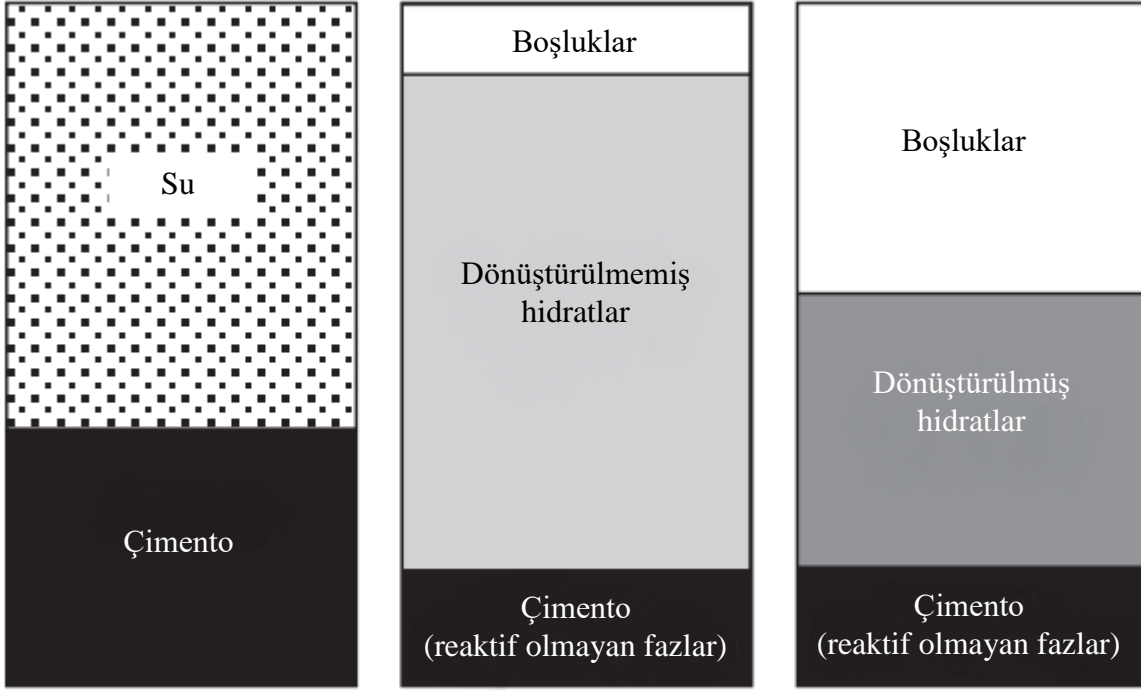 Su
Çimento
Boşluklar
Dönüştürülmemiş
hidratlar
Çimento
(reaktif olmayan fazlar)
Boşluklar
Dönüştürülmüş
hidratlar
Çimento
(reaktif olmayan fazlar)